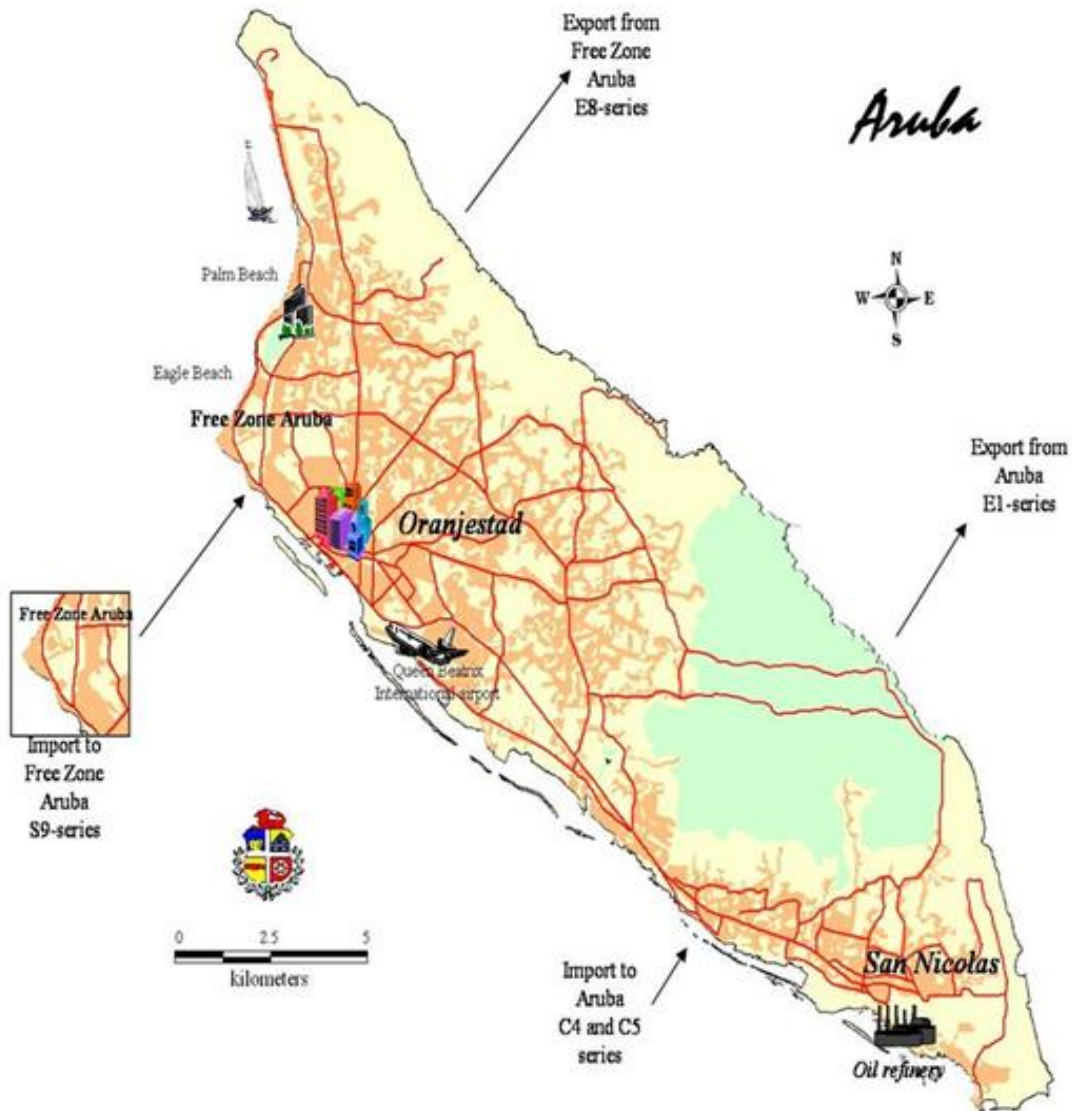 Export from
Free Zone
Aruba
E8-series
Aruba
N
W E
S
Palm Beach
Eagle Beach
Free Zone Aruba
Export from
Aruba
E1-series
Oranjestad
Free Zone Aruba
Queen Beatrix
International airport
Import to
Free Zone
Aruba
S9-series
0 2.5 5
kilometers
Import to
Aruba
C4 and C5
series
San Nicolas
Oil refinery